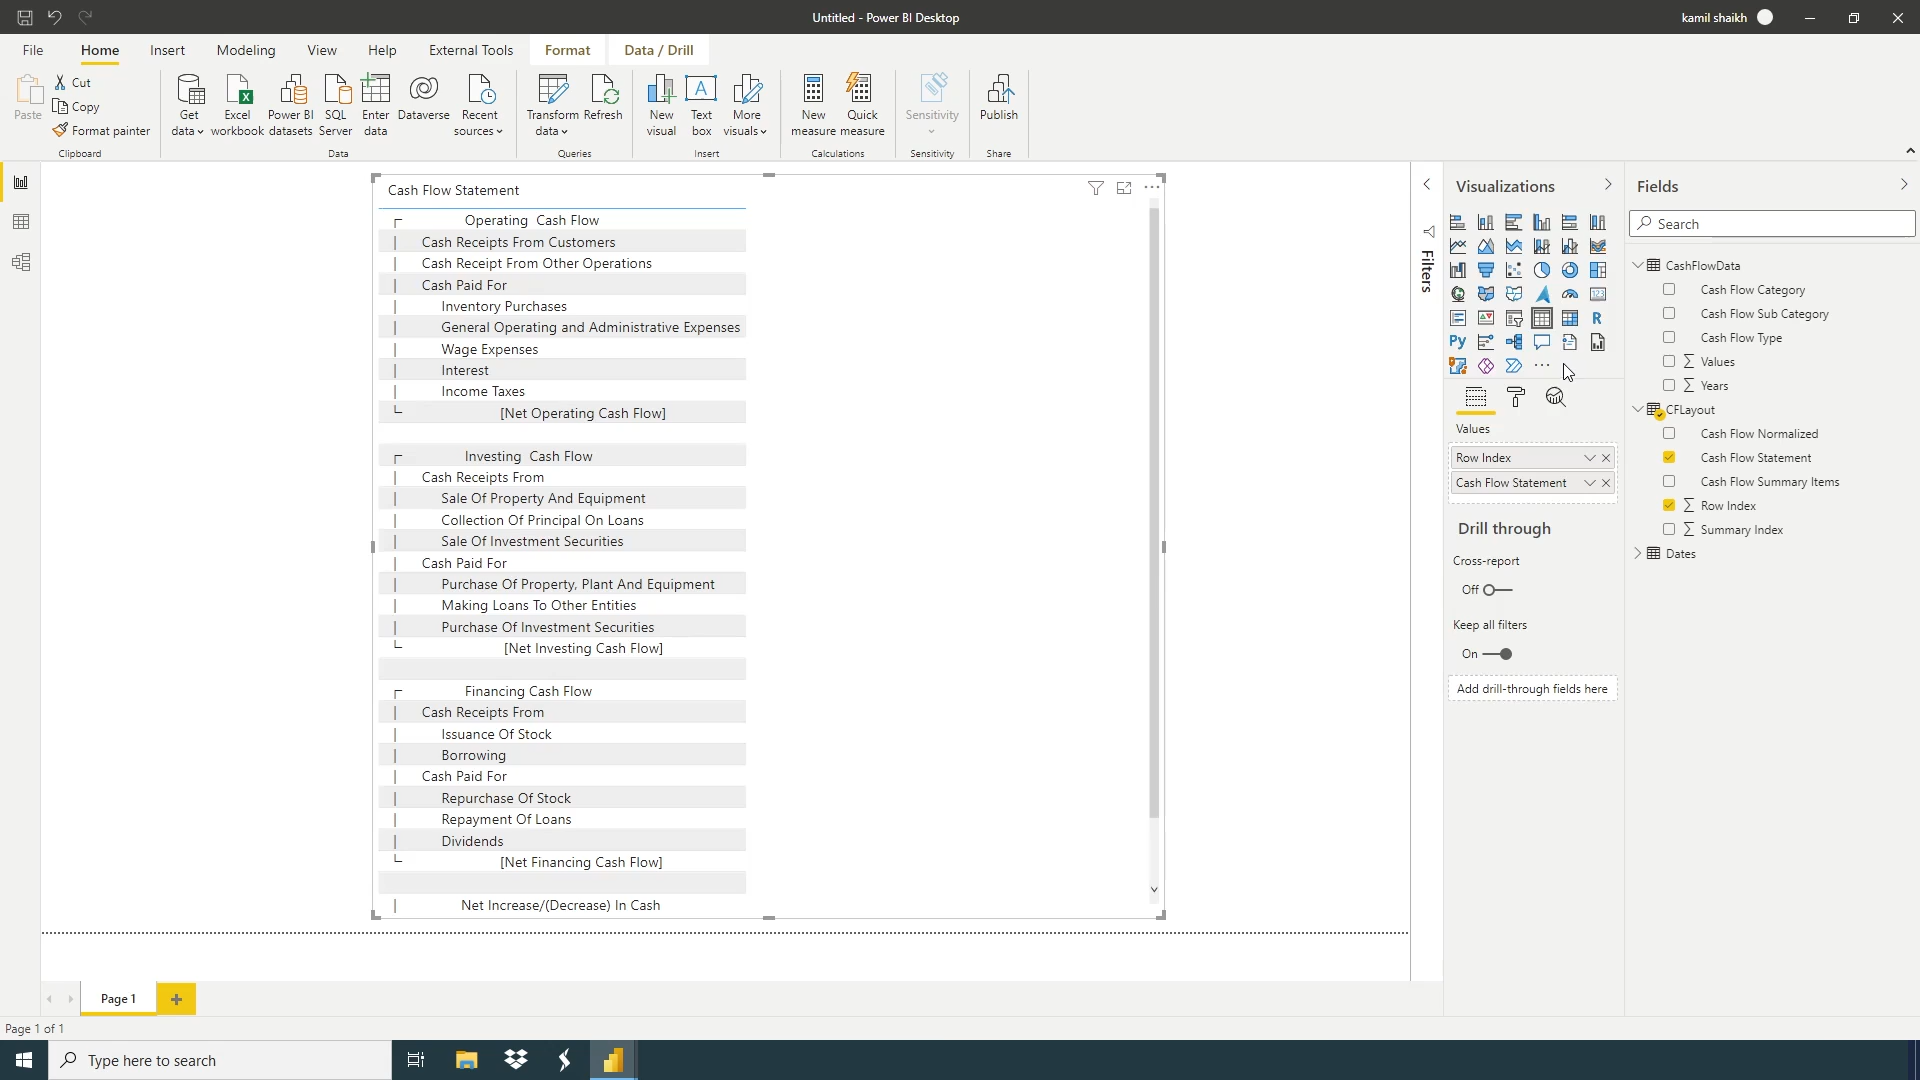 Untitled - Power BI Desktop
kamil shaikh
File
Home
Insert
Modeling
View
Help
External Tools
Format
Data / Drill
Paste
Cut
Copy
Format painter
Clipboard
Get data
Excel workbook
Power BI datasets
SQL Server
Enter data
Dataverse
Recent sources
Data
Transform data
Refresh
Queries
New visual
Text box
More visuals
Insert
New measure
Quick measure
Calculations
Sensitivity
Sensitivity
Publish
Share
Cash Flow Statement
Operating  Cash Flow
Cash Receipts From Customers
Cash Receipt From Other Operations
Cash Paid For
Inventory Purchases
General Operating and Administrative Expenses
Wage Expenses
Interest
Income Taxes
[Net Operating Cash Flow]
Investing  Cash Flow
Cash Receipts From
Sale Of Property And Equipment
Collection Of Principal On Loans
Sale Of Investment Securities
Cash Paid For
Purchase Of Property, Plant And Equipment
Making Loans To Other Entities
Purchase Of Investment Securities
[Net Investing Cash Flow]
Financing Cash Flow
Cash Receipts From
Issuance Of Stock
Borrowing
Cash Paid For
Repurchase Of Stock
Repayment Of Loans
Dividends
[Net Financing Cash Flow]
Net Increase/(Decrease) In Cash
Filters
Visualizations
123
R
Py
Values
Row Index
Cash Flow Statement
Drill through
Cross-report
Off
Keep all filters
On
Add drill-through fields here
Fields
Search
CashFlowData
Cash Flow Category
Cash Flow Sub Category
Cash Flow Type
Values
Years
CFLayout
Cash Flow Normalized
Cash Flow Statement
Cash Flow Summary Items
Row Index
Summary Index
Dates
Page 1
Page 1 of 1
Type here to search